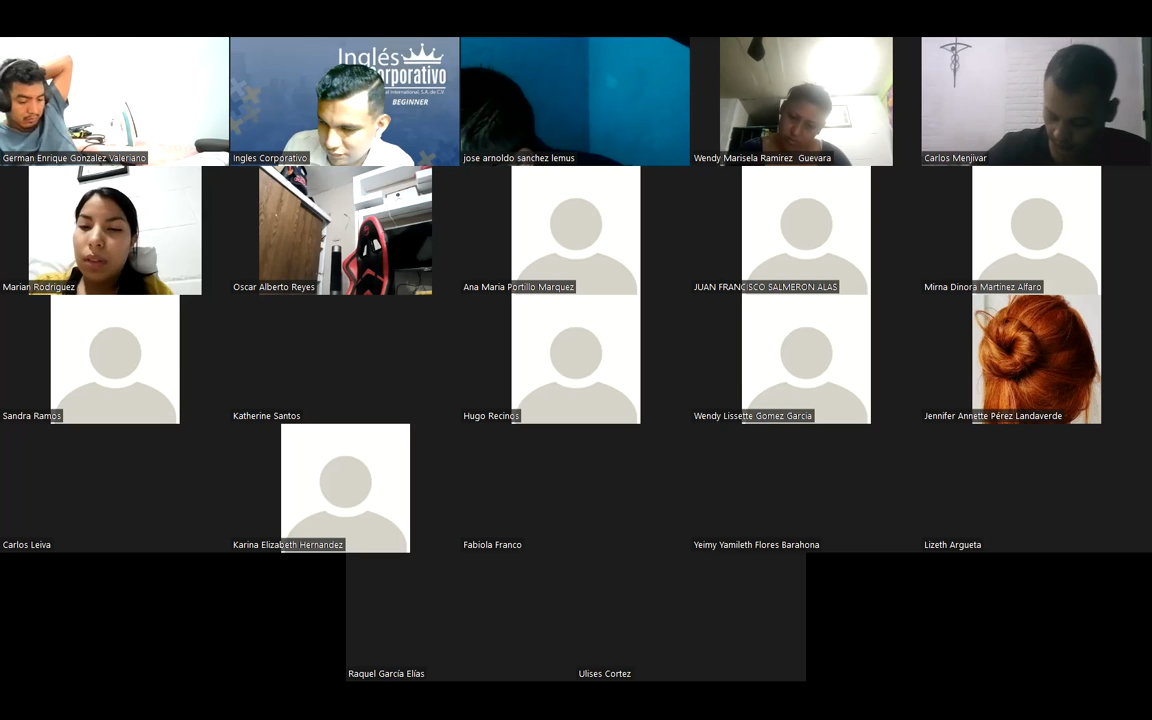 Inglés
Corporativo
al International, S.A. de C.V.
BEGINNER
German Enrique Gonzalez Valeriano
Ingles Corporativo
jose arnoldo sanchez lemus
Wendy Marisela Ramirez Guevara
Carlos Menjivar
Marian Rodriguez
Oscar Alberto Reyes
Ana Maria Portillo Marquez
JUAN FRANCISCO SALMERON ALAS
Mirna Dinora Martinez Alfaro
Sandra Ramos
Katherine Santos
Hugo Recinos
Wendy Lissette Gomez Garcia
Jennifer Annette Pérez Landaverde
Carlos Leiva
Karina Elizabeth Hernandez
Fabiola Franco
Yeimy Yamileth Flores Barahona
Lizeth Argueta
Raquel García Elías
Ulises Cortez